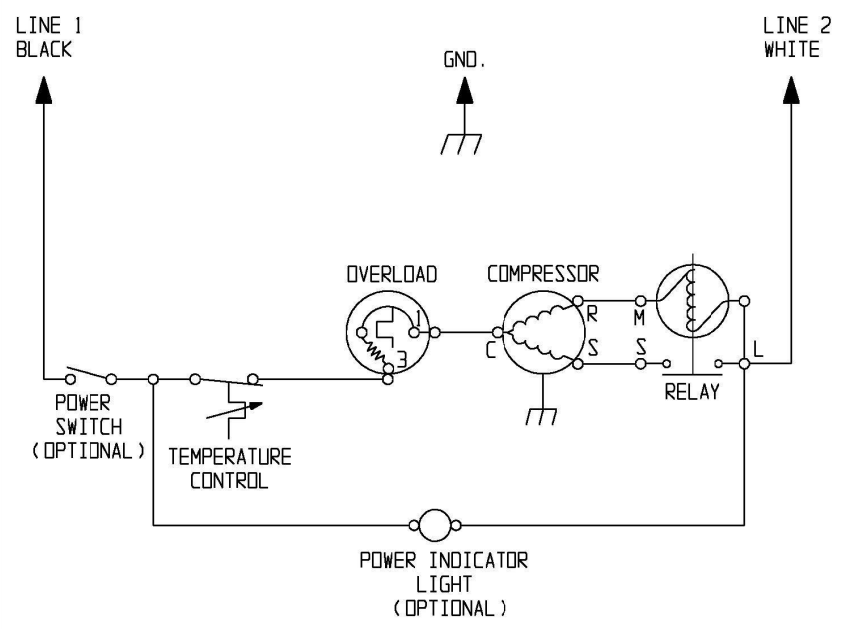 LINE 1
BLACK
GND.
LINE 2
WHITE
OVERLOAD
COMPRESSOR
1
3
C
R
S
M
S
L
RELAY
POWER
SWITCH
(OPTIONAL)
TEMPERATURE
CONTROL
POWER INDICATOR
LIGHT
(OPTIONAL)